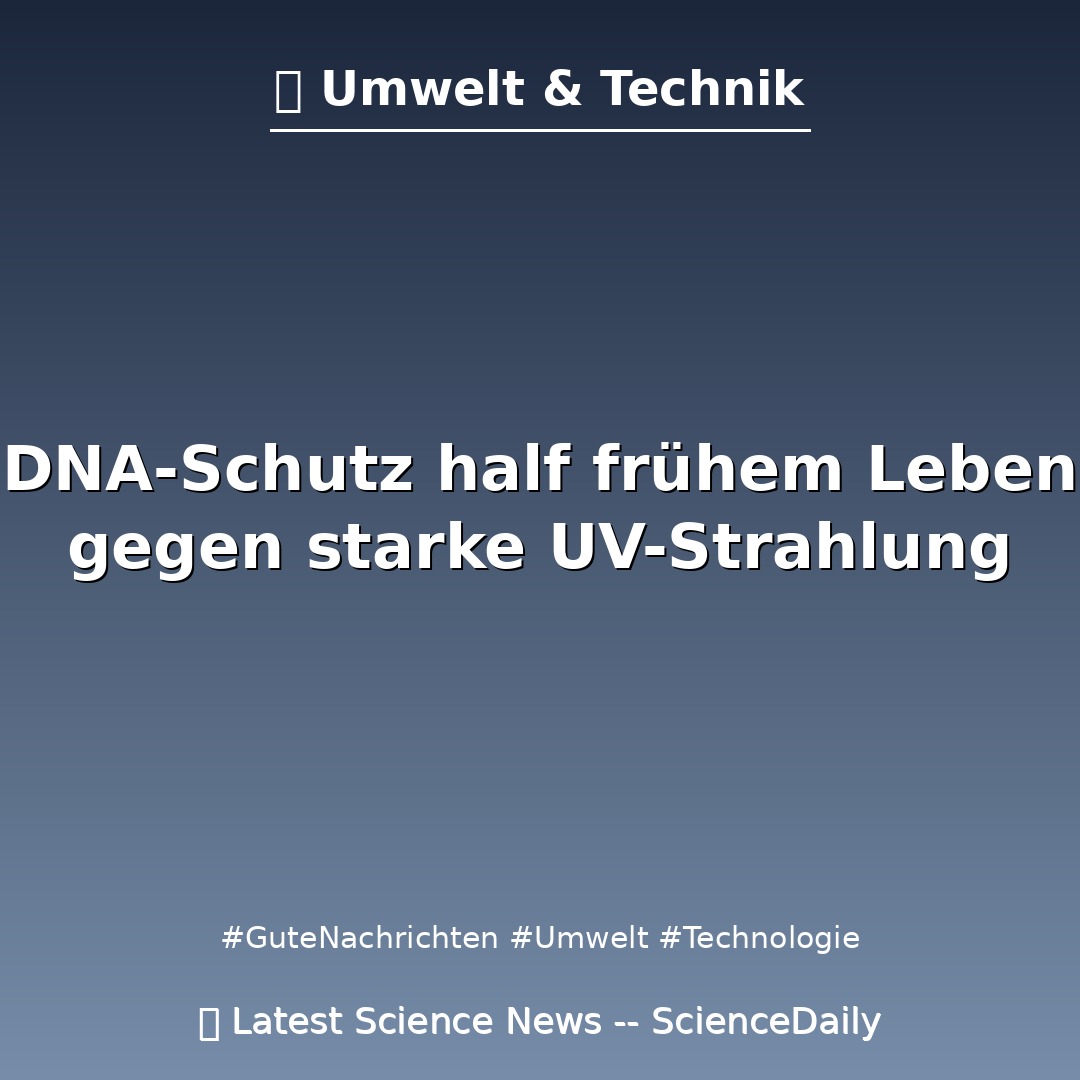 Umwelt & Technik
DNA-Schutz half frühem Leben
gegen starke UV-Strahlung
#GuteNachrichten #Umwelt #Technologie
Latest Science News -- ScienceDaily